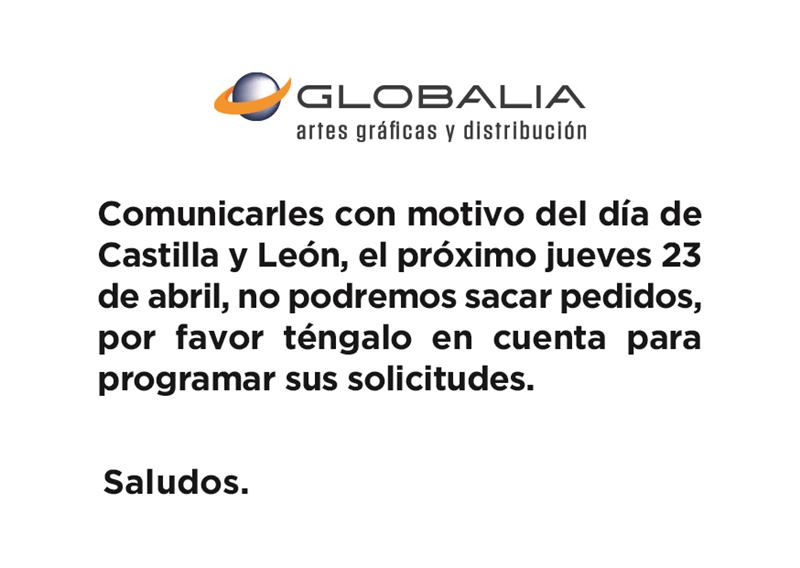 GLOBALIA
artes gráficas y distribución
Comunicarles con motivo del día de
Castilla y León, el próximo jueves 23
de abril, no podremos sacar pedidos,
por favor téngalo en cuenta para
programar sus solicitudes.
Saludos.